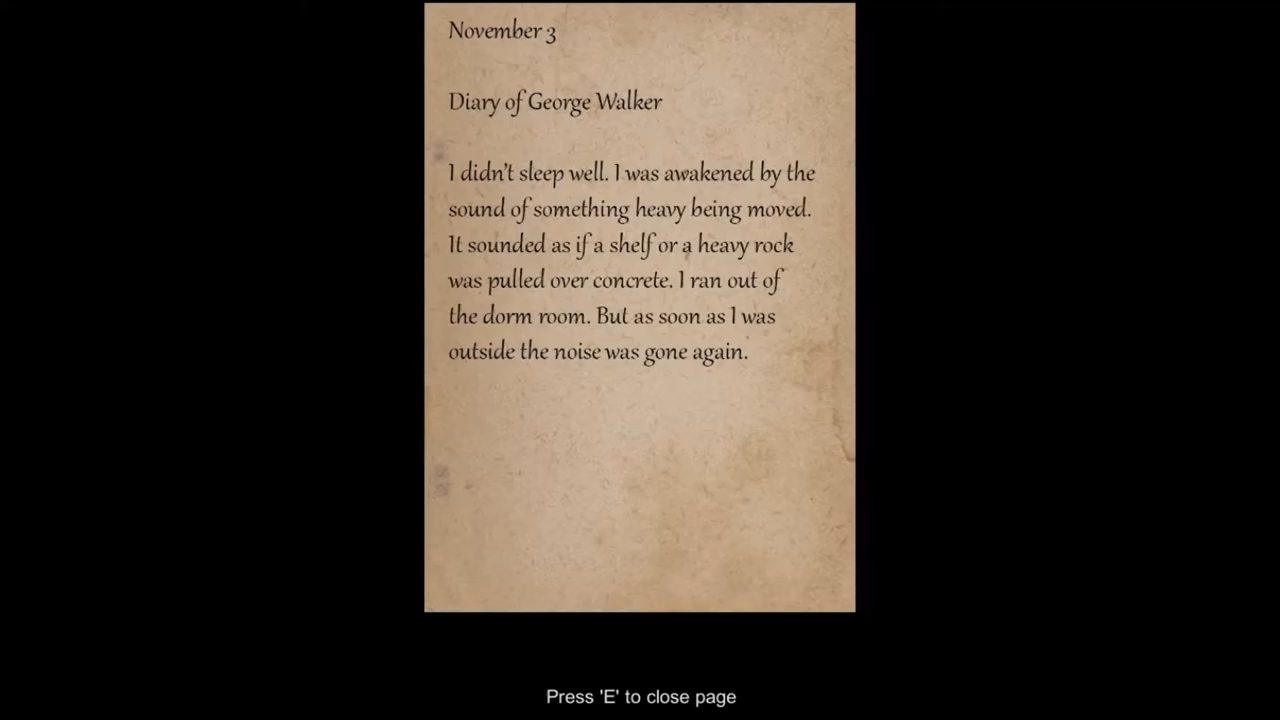 November 3
Diary of George Walker
I didn't sleep well. I was awakened by the
sound of something heavy being moved.
It sounded as if a shelf or a heavy rock
was pulled over concrete. I ran out of
the dorm room. But as soon as I was
outside the noise was gone again.
Press 'E' to close page